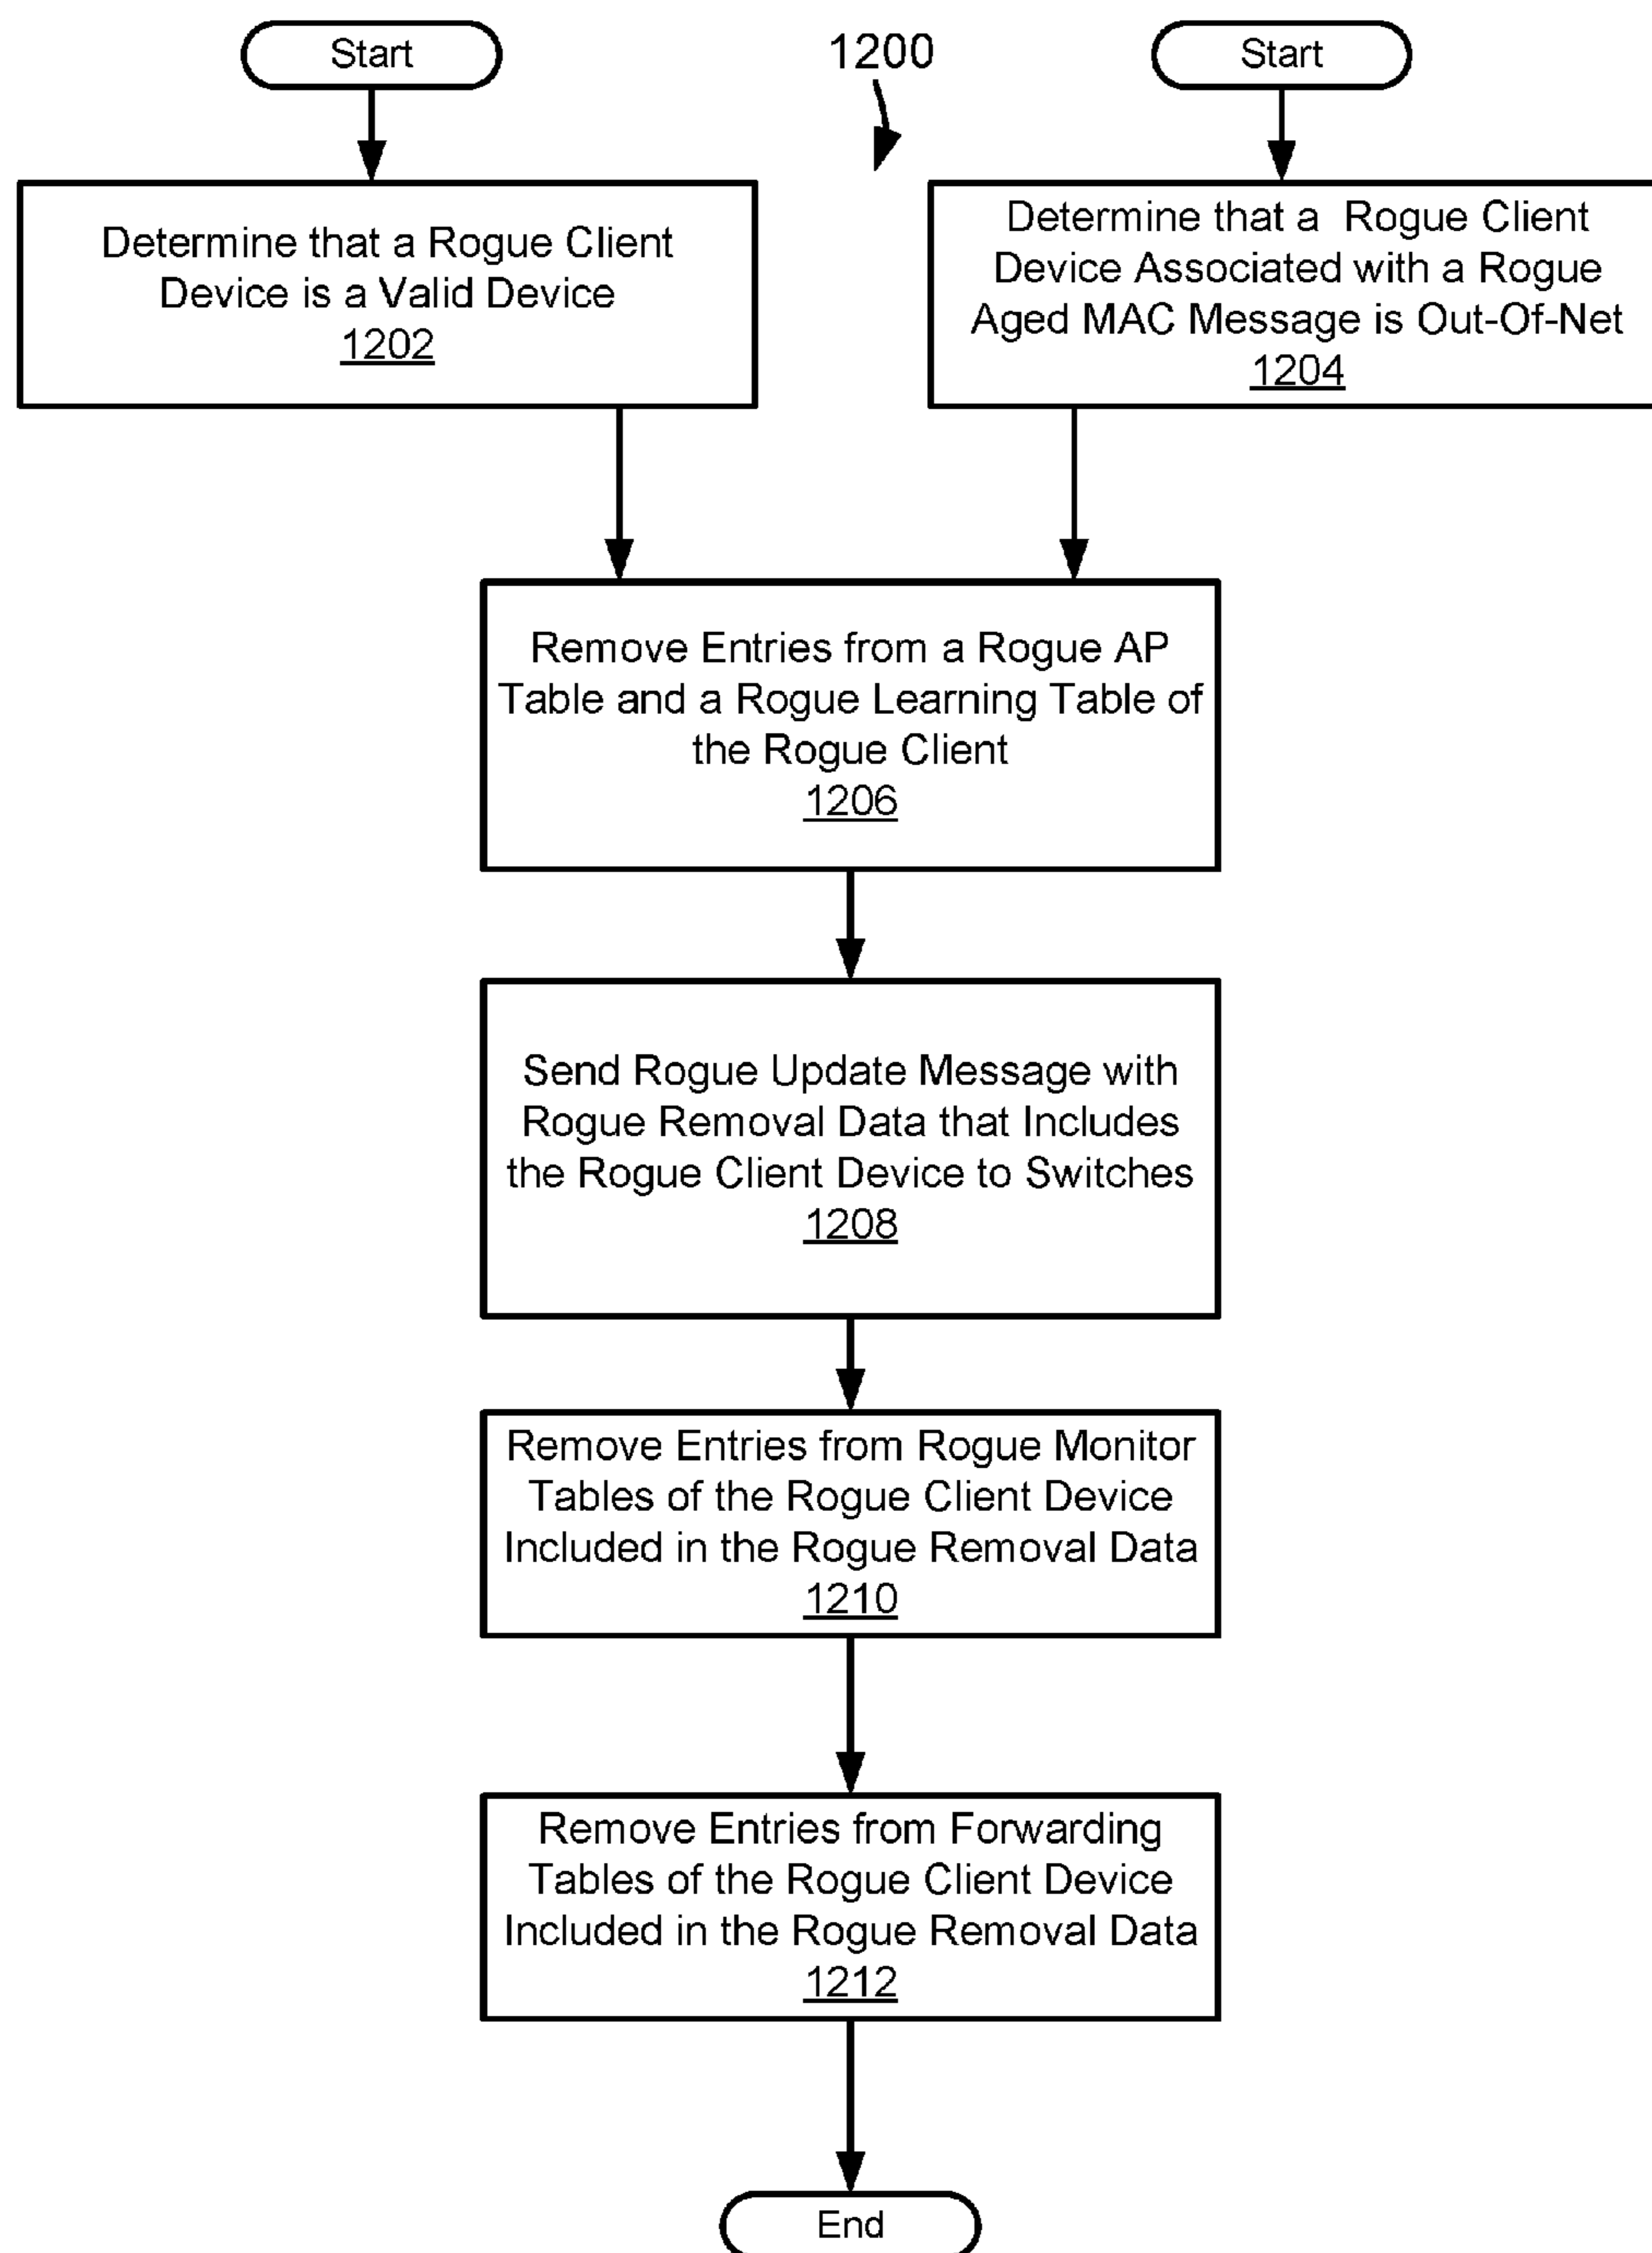 Start
1200
Start
Determine that a Rogue Client
Device is a Valid Device
1202
Determine that a Rogue Client
Device Associated with a Rogue
Aged MAC Message is Out-Of-Net
1204
Remove Entries from a Rogue AP
Table and a Rogue Learning Table of
the Rogue Client
1206
Send Rogue Update Message with
Rogue Removal Data that Includes
the Rogue Client Device to Switches
1208
Remove Entries from Rogue Monitor
Tables of the Rogue Client Device
Included in the Rogue Removal Data
1210
Remove Entries from Forwarding
Tables of the Rogue Client Device
Included in the Rogue Removal Data
1212
End